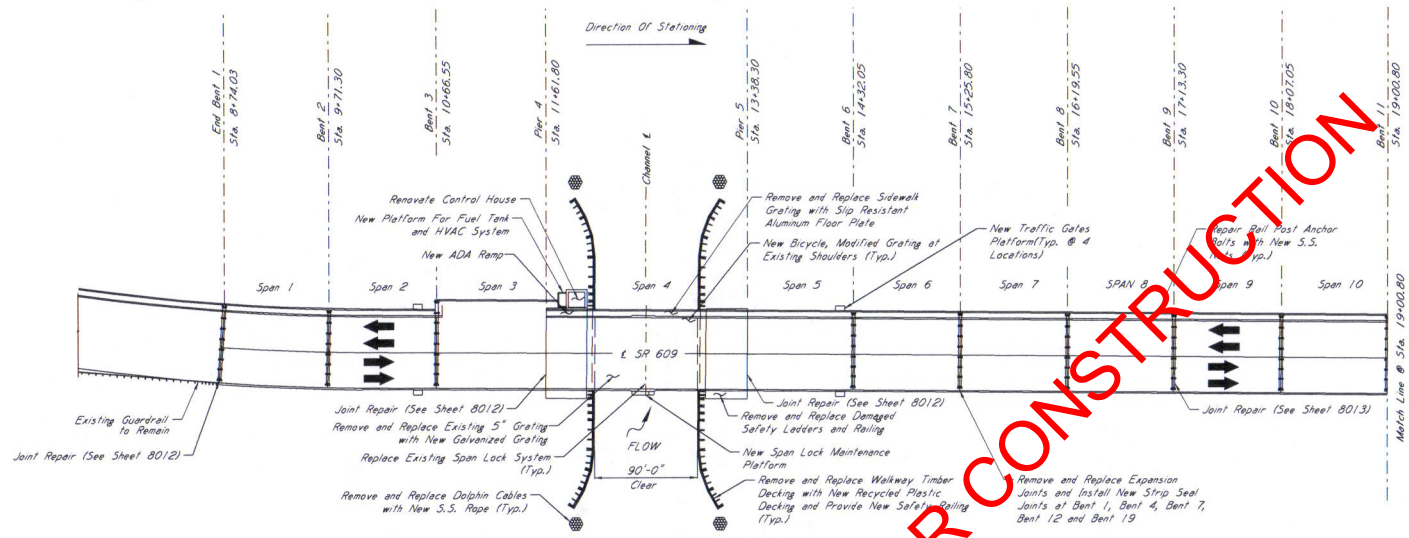 Direction Of Stationing
End Bent 1
Sta. 8+74.03
Bent 2
Sta. 9+71.30
Bent 3
Sta. 10+66.55
Pier 4
Sta. 11+61.80
Channel ℄
Pier 5
Sta. 13+38.30
Bent 6
Sta. 14+32.05
Bent 7
Sta. 15+25.80
Bent 8
Sta. 16+19.55
Bent 9
Sta. 17+13.30
Bent 10
Sta. 18+07.05
Bent 11
Sta. 19+00.80
Renovate Control House
New Platform For Fuel Tank
and HVAC System
New ADA Ramp
Remove and Replace Sidewalk
Grating with Slip Resistant
Aluminum Floor Plate
New Bicycle, Modified Grating at
Existing Shoulders (Typ.)
New Traffic Gates
Platform(Typ. @ 4
Locations)
Repair Rail Post Anchor
Bolts with New S.S.
Span 1
Span 2
Span 3
Span 4
Span 5
Span 6
Span 7
SPAN 8
Span 9
Span 10
℄ SR 609
Existing Guardrail
to Remain
Joint Repair (See Sheet 8012)
Joint Repair (See Sheet 8012)
Remove and Replace Existing 5" Grating
with New Galvanized Grating
Replace Existing Span Lock System
(Typ.)
Remove and Replace Dolphin Cables
with New S.S. Rope (Typ.)
FLOW
90'-0"
Clear
Joint Repair (See Sheet 8012)
Remove and Replace Damaged
Safety Ladders and Railing
New Span Lock Maintenance
Platform
Remove and Replace Walkway Timber
Decking with New Recycled Plastic
Decking and Provide New Safety Railing
(Typ.)
Remove and Replace Expansion
Joints and Install New Strip Seal
Joints at Bent 1, Bent 4, Bent 7,
Bent 12 and Bent 19
Joint Repair (See Sheet 8013)
Match Line @ Sta. 19+00.80
R CONSTRUCTION